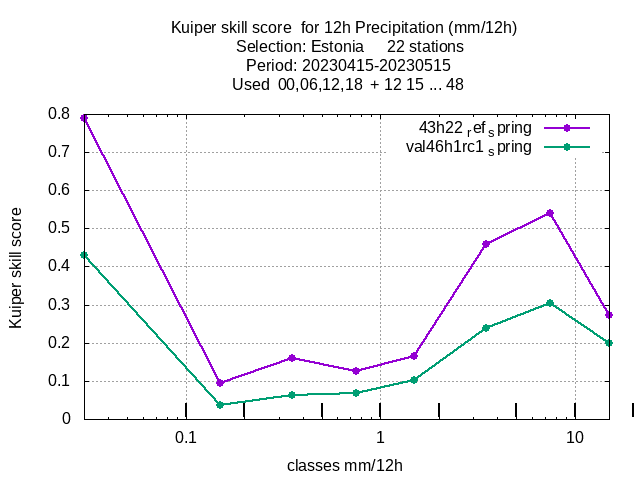 Kuiper skill score for 12h Precipitation (mm/12h)
Selection: Estonia 22 stations
Period: 20230415-20230515
Used 00,06,12,18 + 12 15 ... 48
43h22 ref spring
val46h1rc1 spring
0.8
0.7
0.6
0.5
0.4
0.3
0.2
0.1
0
Kuiper skill score
0.1 1 10
classes mm/12h